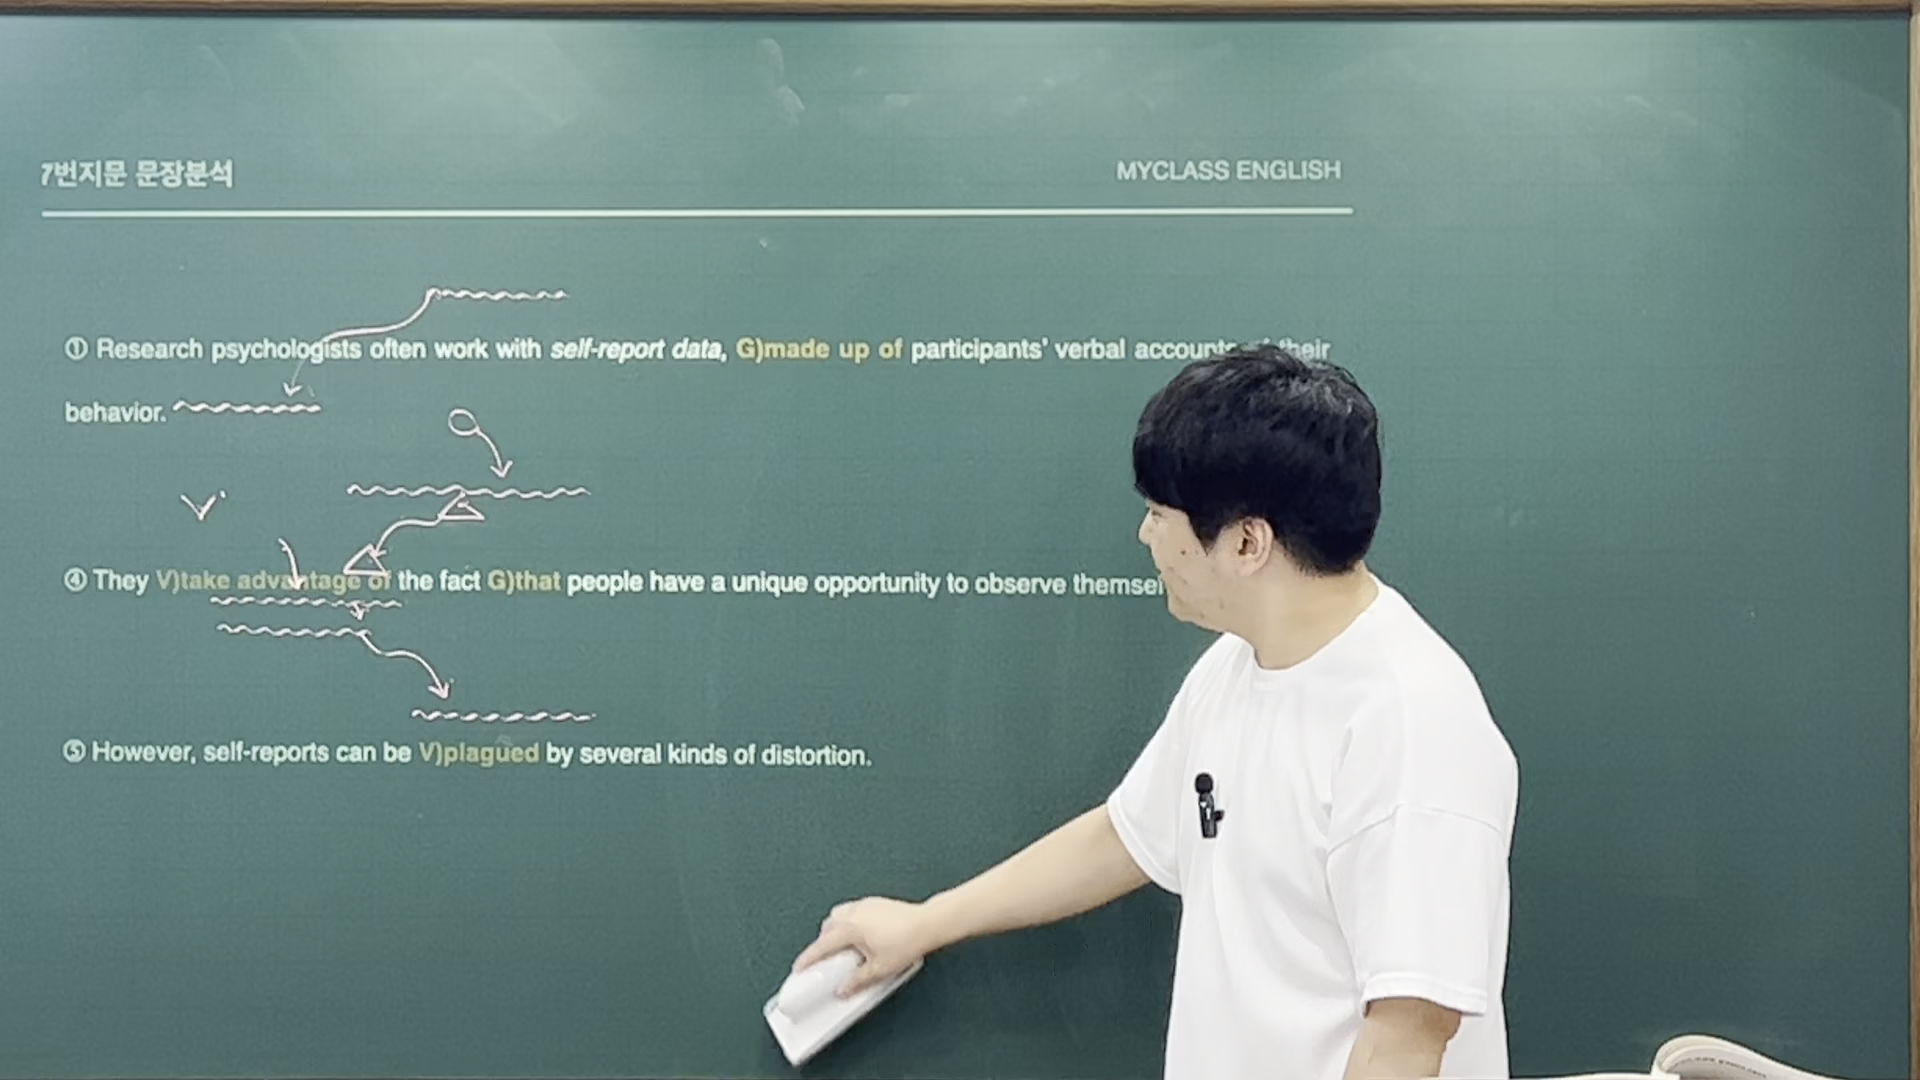 7번지문 문장분석
MYCLASS ENGLISH
① Research psychologists often work with self-report data, G)made up of participants' verbal accounts their
behavior.
④ They V)take advantage of the fact G)that people have a unique opportunity to observe
⑤ However, self-reports can be V)plagued by several kinds of distortion.